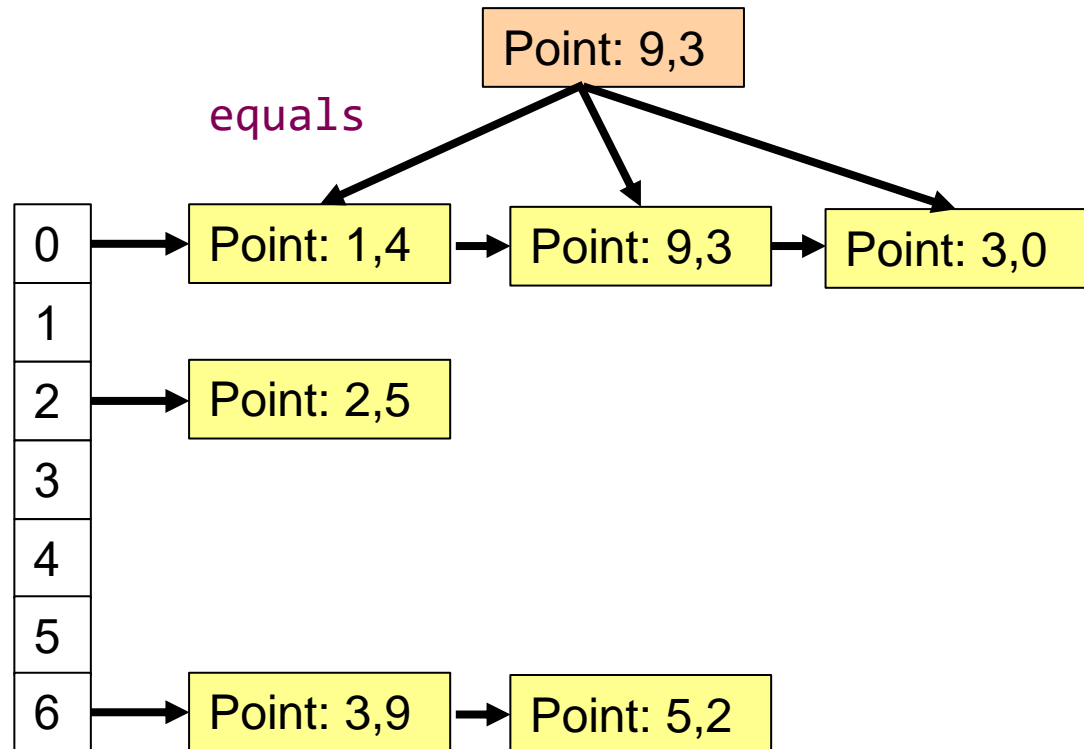 Point: 9,3
equals
0 Point: 1,4 Point: 9,3 Point: 3,0
1
2 Point: 2,5
3
4
5
6 Point: 3,9 Point: 5,2